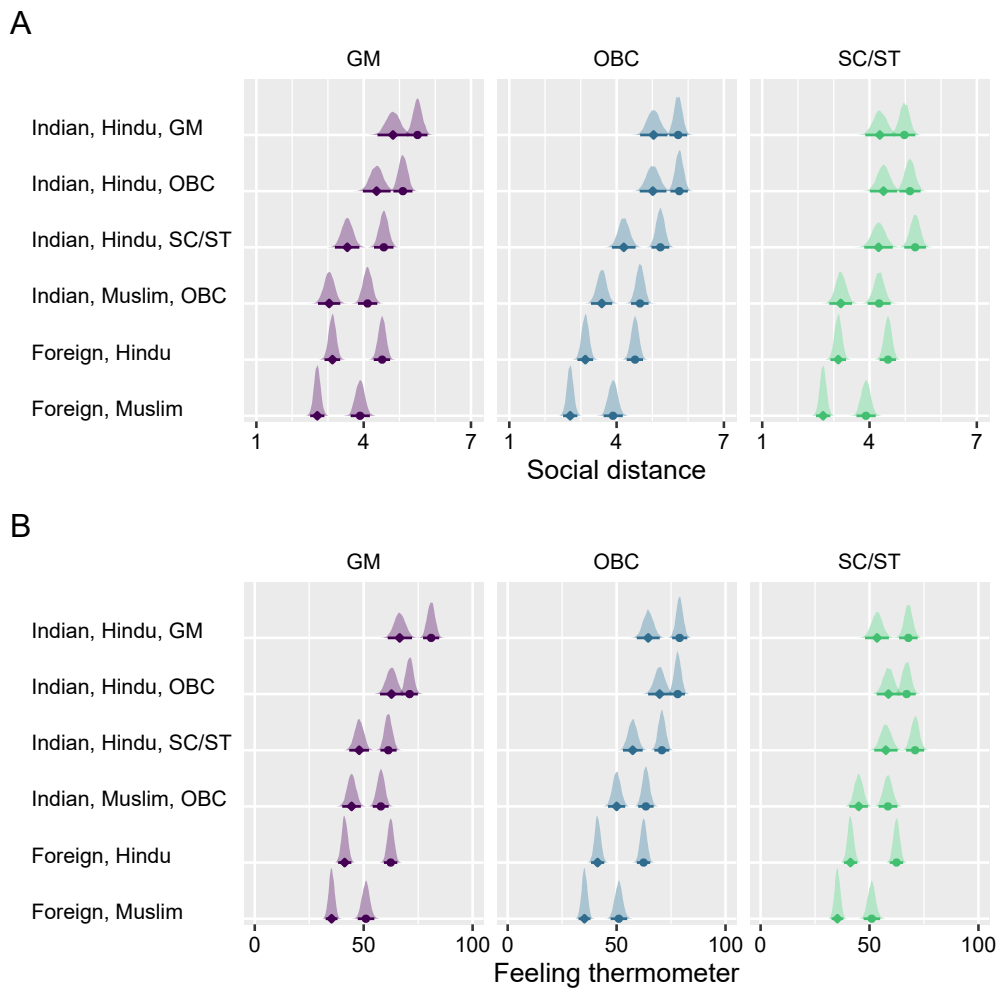 A
GM OBC SC/ST
Indian, Hindu, GM
Indian, Hindu, OBC
Indian, Hindu, SC/ST
Indian, Muslim, OBC
Foreign, Hindu
Foreign, Muslim
1 4 7 1 4 7 1 4 7
Social distance
B
GM OBC SC/ST
Indian, Hindu, GM
Indian, Hindu, OBC
Indian, Hindu, SC/ST
Indian, Muslim, OBC
Foreign, Hindu
Foreign, Muslim
0 50 100 0 50 100 0 50 100
Feeling thermometer